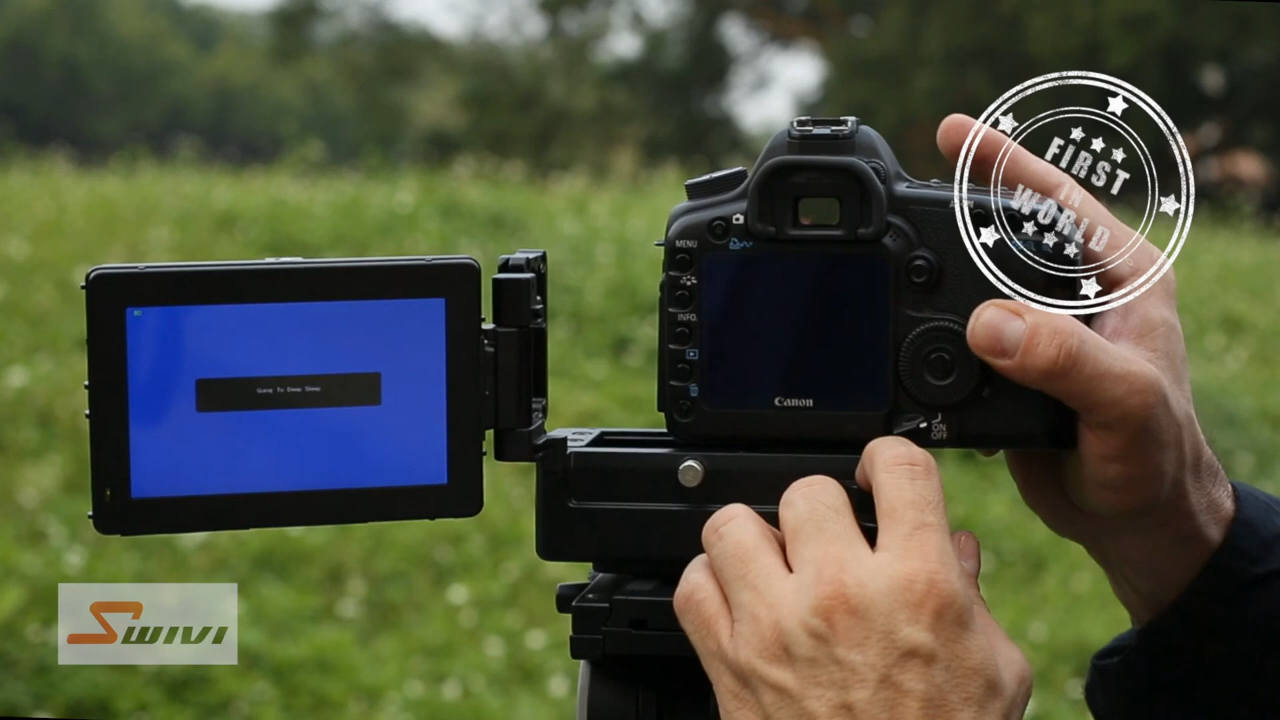 FIRST
IN
WORLD
MENU
INFO.
Going To Deep Sleep
Canon
ON
OFF
SWIVI